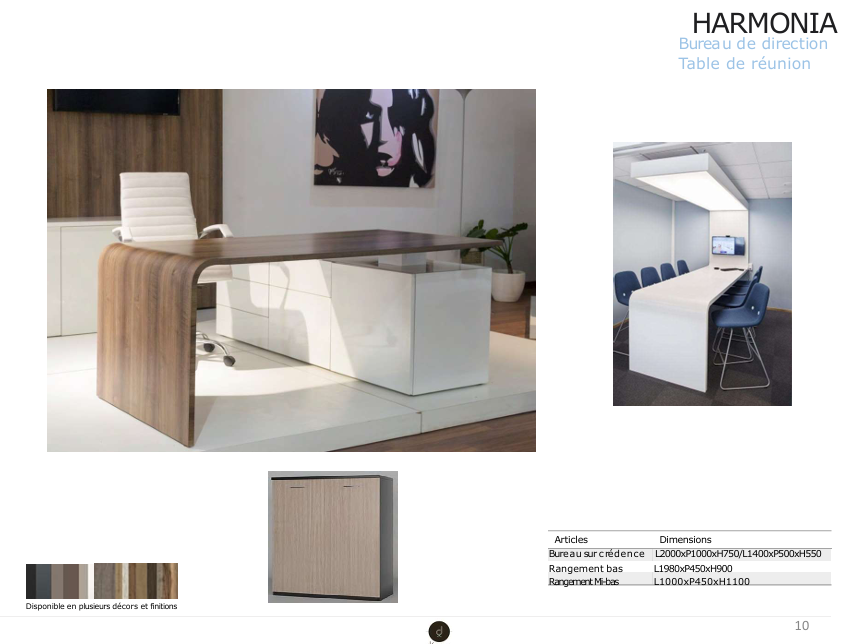 HARMONIA
Bureau de direction
Table de réunion
Articles Dimensions
Bureau sur crédence L2000xP1000xH750/L1400xP500xH550
Rangement bas L1980xP450xH900
Rangement Mi-bas L1000xP450xH1100
Disponible en plusieurs décors et finitions
10